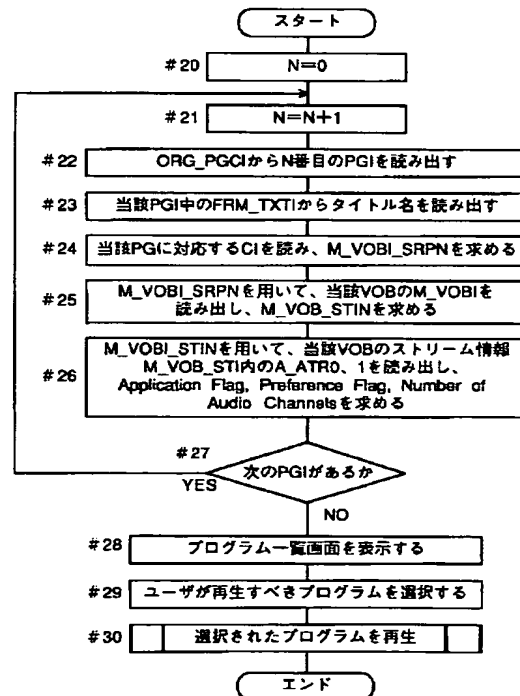 スタート
#20
N=0
#21
N=N+1
#22
ORG_PGCIからN番目のPGIを読み出す
#23
当該PGI中のFRM_TXTIからタイトル名を読み出す
#24
当該PGに対応するCIを読み、M_VOBI_SRPNを求める
#25
M_VOBI_SRPNを用いて、当該VOBのM_VOBIを
読み出し、M_VOB_STINを求める
#26
M_VOBI_STINを用いて、当該VOBのストリーム情報
M_VOB_STI内のA_ATR0、1を読み出し、
Application Flag, Preference Flag, Number of
Audio Channelsを求める
#27
次のPGIがあるか
YES
NO
#28
プログラム一覧画面を表示する
#29
ユーザが再生すべきプログラムを選択する
#30
選択されたプログラムを再生
エンド